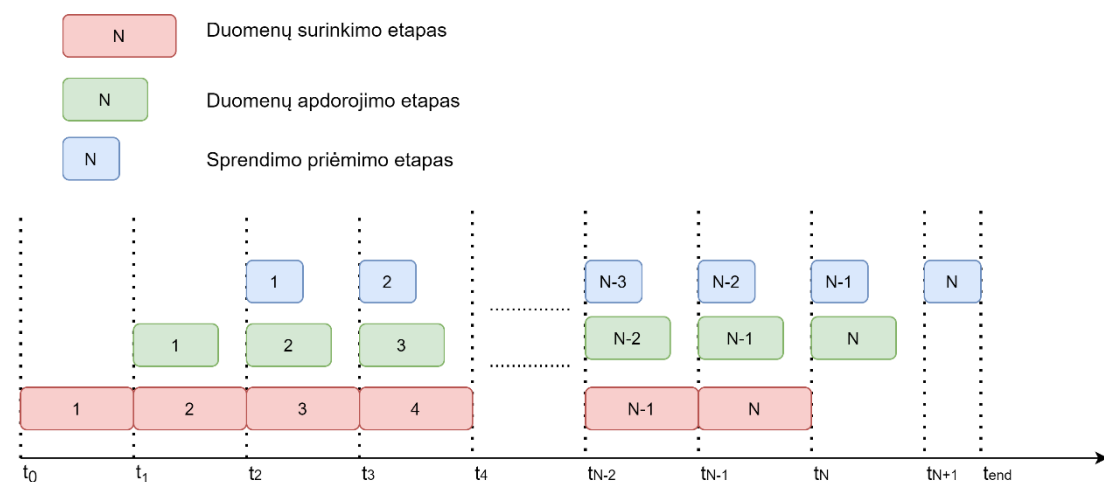 N Duomenų surinkimo etapas
N Duomenų apdorojimo etapas
N Sprendimo priėmimo etapas
1 2 N-3 N-2 N-1 N
1 2 3 N-2 N-1 N
1 2 3 4 N-1 N
t0 t1 t2 t3 t4 tN-2 tN-1 tN tN+1 tend